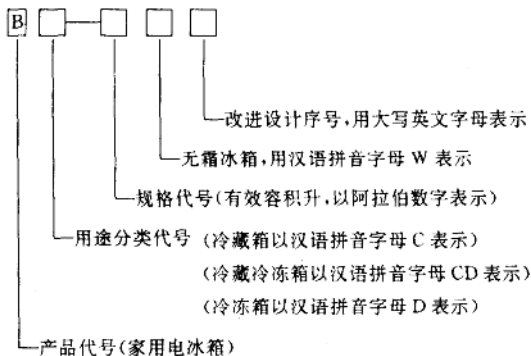 B
改进设计序号,用大写英文字母表示
无霜冰箱,用汉语拼音字母 W 表示
规格代号(有效容积升,以阿拉伯数字表示)
用途分类代号 (冷藏箱以汉语拼音字母 C 表示)
(冷藏冷冻箱以汉语拼音字母 CD 表示)
(冷冻箱以汉语拼音字母 D 表示)
产品代号(家用电冰箱)